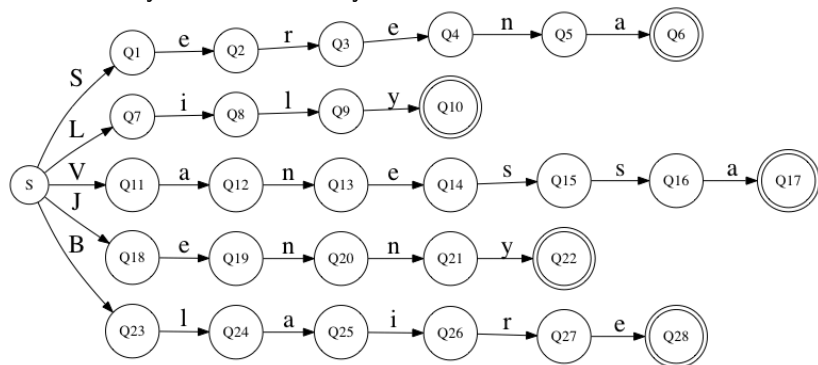 S e r e n a
Q1 Q2 Q3 Q4 Q5 Q6
L i l y
Q7 Q8 Q9 Q10
V a n e s s a
S Q11 Q12 Q13 Q14 Q15 Q16 Q17
J e n n y
Q18 Q19 Q20 Q21 Q22
B l a i r e
Q23 Q24 Q25 Q26 Q27 Q28